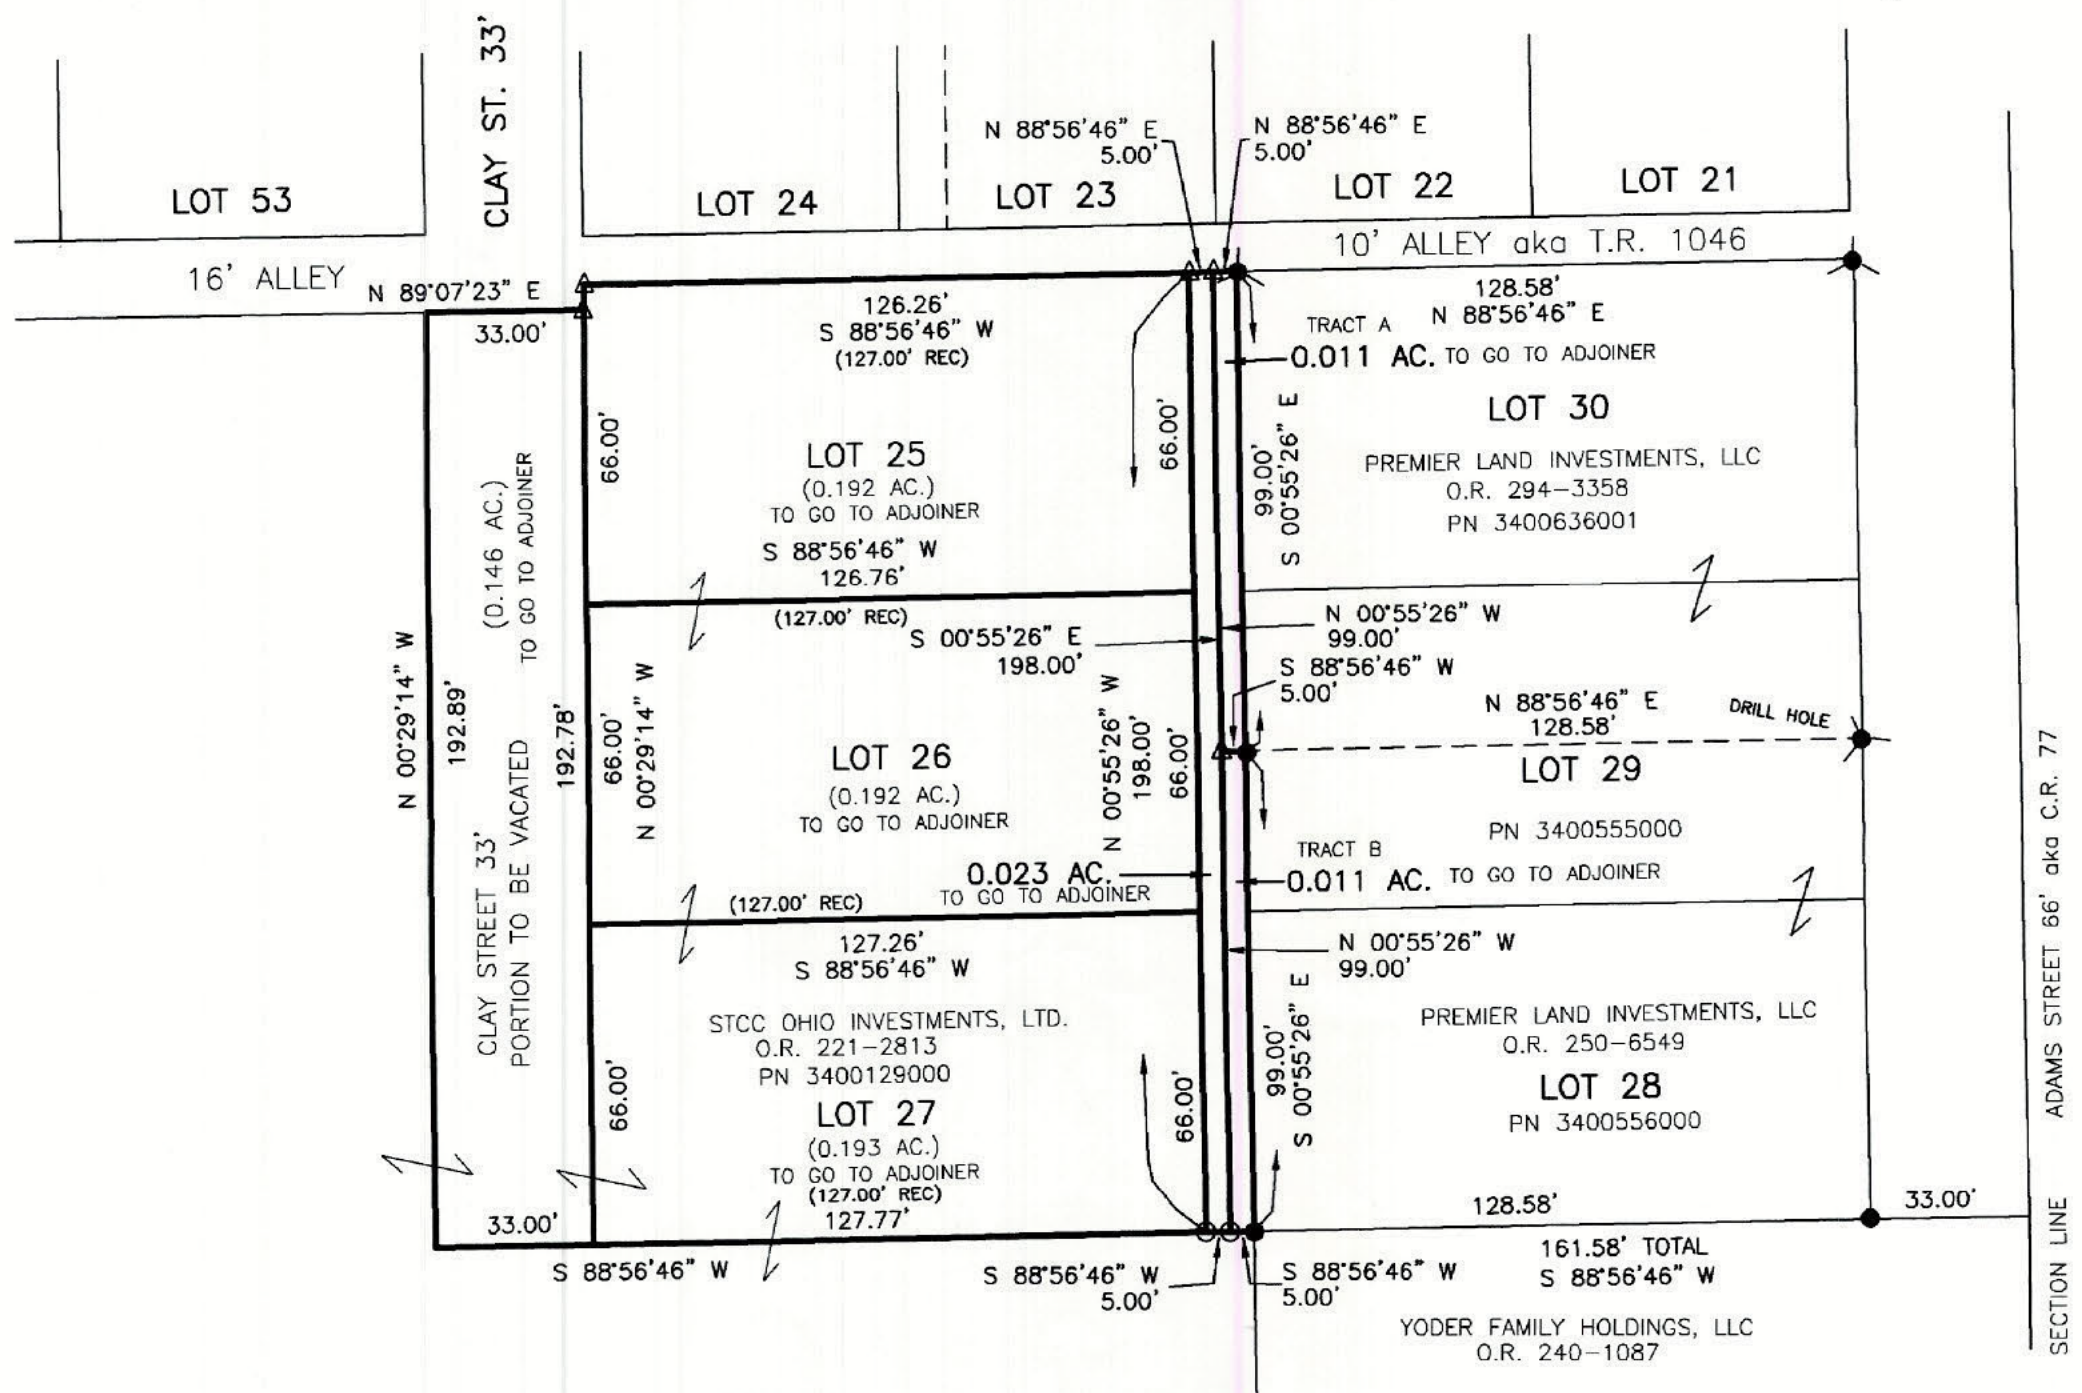 CLAY ST. 33'
LOT 53
LOT 24
LOT 23
LOT 22
LOT 21
N 88°56'46" E
5.00'
N 88°56'46" E
5.00'
10' ALLEY aka T.R. 1046
16' ALLEY
N 89°07'23" E
33.00'
126.26'
S 88°56'46" W
(127.00' REC)
128.58'
N 88°56'46" E
TRACT A
0.011 AC. TO GO TO ADJOINER
66.00'
66.00'
99.00'
S 00°55'26" E
LOT 25
(0.192 AC.)
TO GO TO ADJOINER
S 88°56'46" W
126.76'
(127.00' REC)
LOT 30
PREMIER LAND INVESTMENTS, LLC
O.R. 294-3358
PN 3400636001
(0.146 AC.)
TO GO TO ADJOINER
S 00°55'26" E
198.00'
N 00°55'26" W
99.00'
S 88°56'46" W
5.00'
N 88°56'46" E
128.58'
DRILL HOLE
N 00°29'14" W
192.89'
192.78'
66.00'
N 00°29'14" W
LOT 26
(0.192 AC.)
TO GO TO ADJOINER
N 00°55'26" W
198.00'
66.00'
LOT 29
PN 3400555000
TRACT B
0.011 AC. TO GO TO ADJOINER
0.023 AC.
TO GO TO ADJOINER
(127.00' REC)
127.26'
S 88°56'46" W
N 00°55'26" W
99.00'
CLAY STREET 33'
PORTION TO BE VACATED
STCC OHIO INVESTMENTS, LTD.
O.R. 221-2813
PN 3400129000
LOT 27
(0.193 AC.)
TO GO TO ADJOINER
(127.00' REC)
127.77'
66.00'
66.00'
99.00'
S 00°55'26" E
PREMIER LAND INVESTMENTS, LLC
O.R. 250-6549
LOT 28
PN 3400556000
33.00'
S 88°56'46" W
S 88°56'46" W
5.00'
S 88°56'46" W
5.00'
128.58'
33.00'
161.58' TOTAL
S 88°56'46" W
YODER FAMILY HOLDINGS, LLC
O.R. 240-1087
SECTION LINE
ADAMS STREET 66' aka C.R. 77